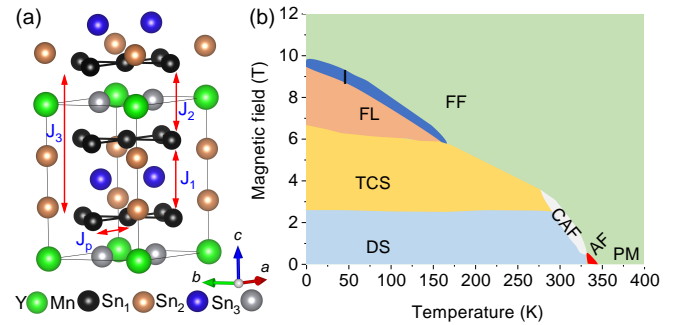 (a)
J₃
J₂
J₁
Jₚ
c
b
a
Y Mn Sn₁ Sn₂ Sn₃
(b)
Magnetic field (T)
12
10
8
6
4
2
0
I
FF
FL
TCS
DS
CAF
AF
PM
0 50 100 150 200 250 300 350 400
Temperature (K)